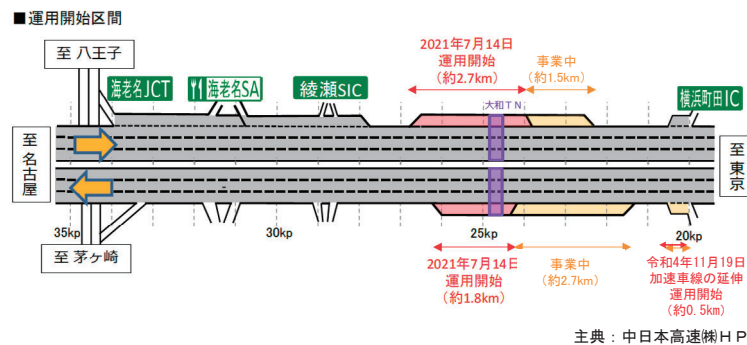 ■運用開始区間
至 八王子
海老名JCT
海老名SA
綾瀬SIC
2021年7月14日
運用開始
(約2.7km)
事業中
(約1.5km)
横浜町田IC
大和TN
至 名古屋
至 東京
35kp
30kp
25kp
20kp
至 茅ヶ崎
2021年7月14日
運用開始
(約1.8km)
事業中
(約2.7km)
令和4年11月19日
加速車線の延伸
運用開始
(約0.5km)
主典：中日本高速㈱ＨＰ